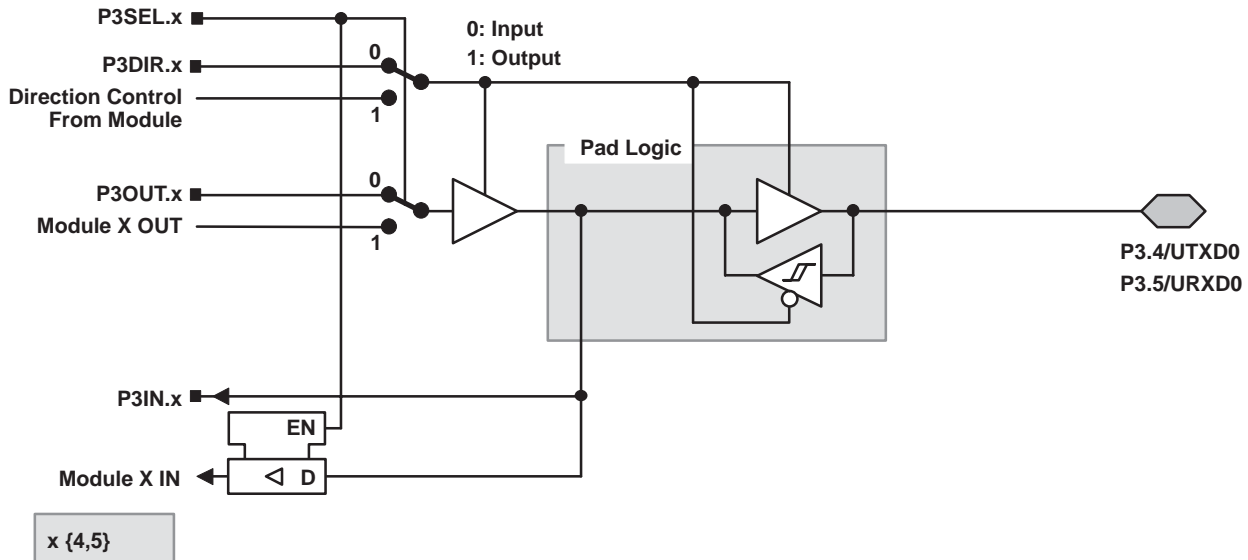 P3SEL.x
0: Input
1: Output
0
P3DIR.x
Direction Control
From Module
1
Pad Logic
0
P3OUT.x
Module X OUT
1
P3.4/UTXD0
P3.5/URXD0
P3IN.x
EN
Module X IN
D
x {4,5}